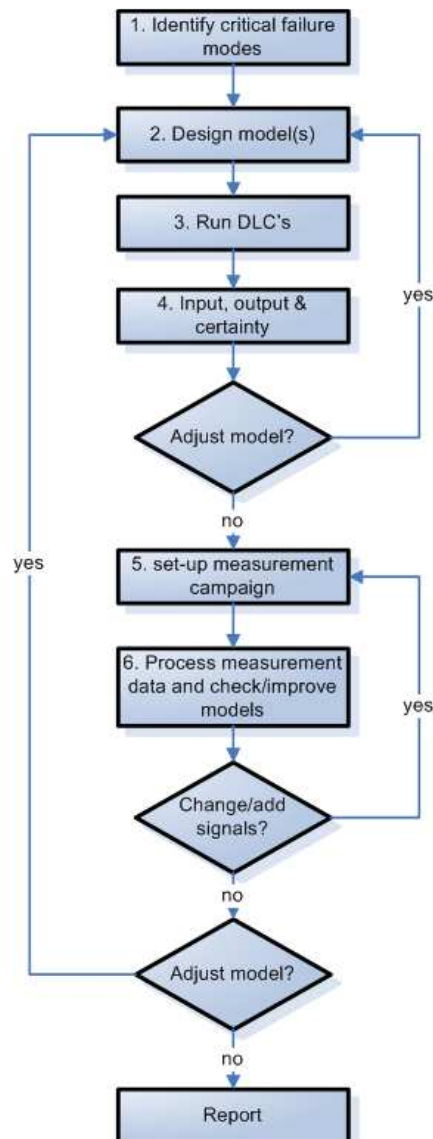 1. Identify critical failure
modes
2. Design model(s)
3. Run DLC's
4. Input, output &
certainty
yes
Adjust model?
no
yes
5. set-up measurement
campaign
6. Process measurement
data and check/improve
models
yes
Change/add
signals?
no
Adjust model?
no
Report